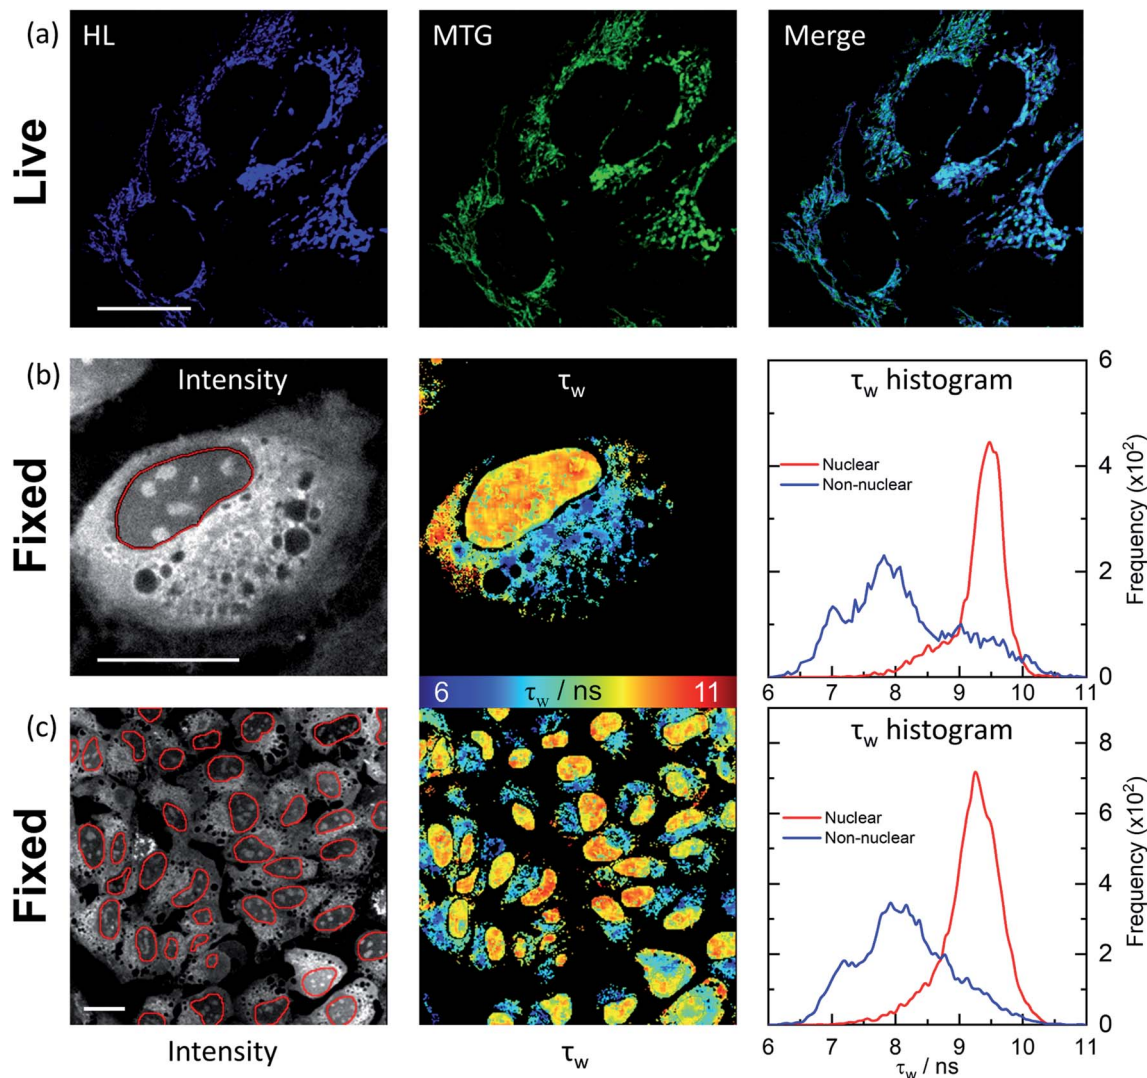 (a) HL MTG Merge
Live
(b) Intensity τw τw histogram
Fixed
Nuclear
Non-nuclear
6
4
2
0
Frequency (x10²)
6 7 8 9 10 11
6 τw / ns 11
(c) τw histogram
Fixed
Nuclear
Non-nuclear
8
6
4
2
0
Frequency (x10²)
6 7 8 9 10 11
Intensity τw τw / ns